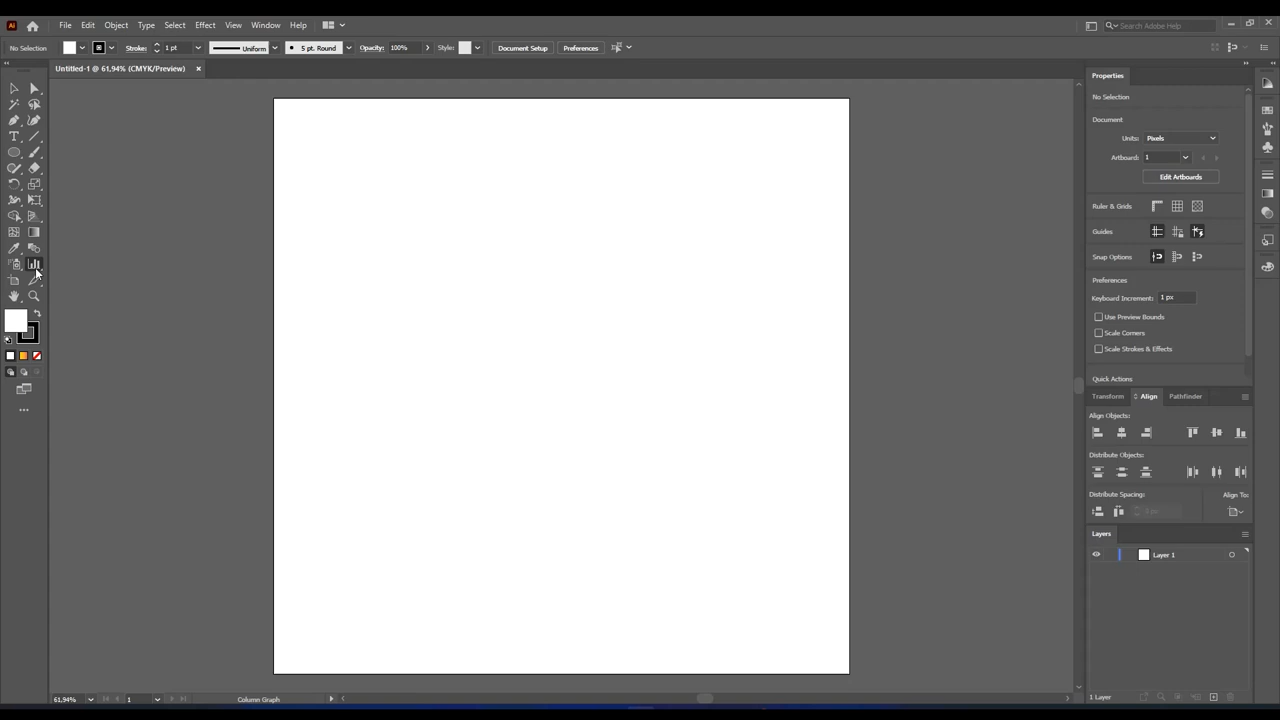 Ai File Edit Object Type Select Effect View Window Help Search Adobe Help
No Selection Stroke: 1 pt Uniform 5 pt. Round Opacity: 100% Style: Document Setup Preferences
Untitled-1 @ 61,94% (CMYK/Preview)
Properties
No Selection
Document
Units: Pixels
Artboard: 1
Edit Artboards
Ruler & Grids
Guides
Snap Options
Preferences
Keyboard Increment: 1 px
Use Preview Bounds
Scale Corners
Scale Strokes & Effects
Quick Actions
Transform Align Pathfinder
Align Objects:
Distribute Objects:
Distribute Spacing: Align To:
Layers
Layer 1
1 Layer
61,94% 1 Column Graph